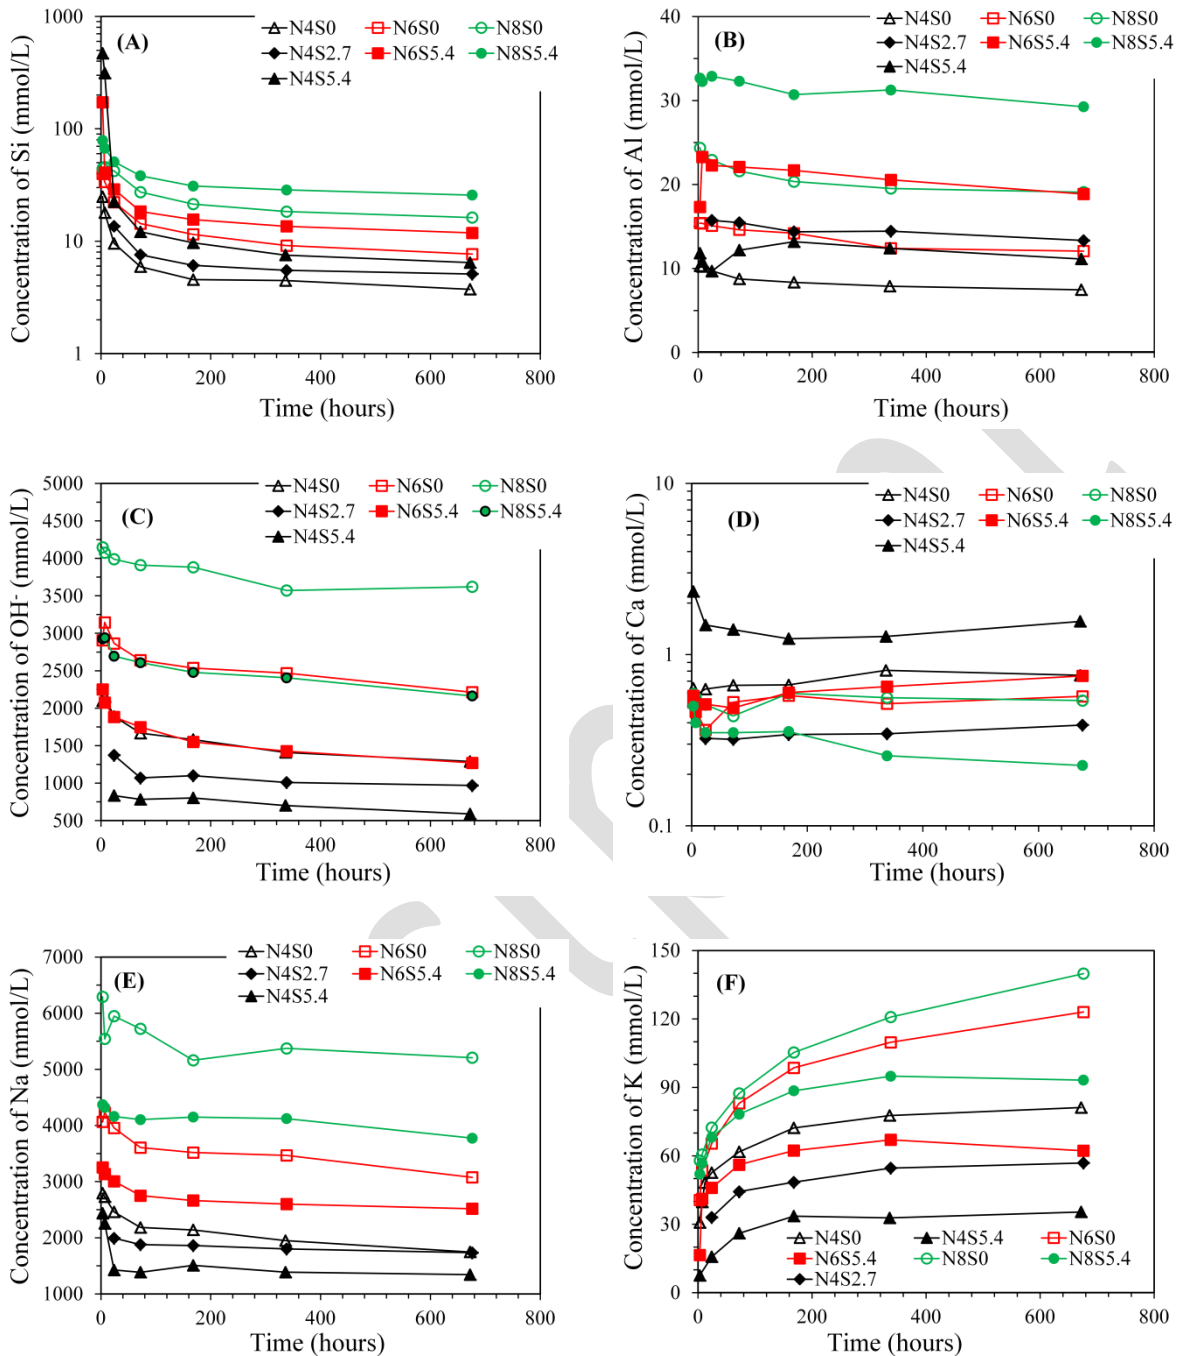 (A)
N4S0 N6S0 N8S0
N4S2.7 N6S5.4 N8S5.4
N4S5.4
Concentration of Si (mmol/L)
1000
100
10
1
0 200 400 600 800
Time (hours)
(B)
N4S0 N6S0 N8S0
N4S2.7 N6S5.4 N8S5.4
N4S5.4
Concentration of Al (mmol/L)
40
30
20
10
0
0 200 400 600 800
Time (hours)
(C)
N4S0 N6S0 N8S0
N4S2.7 N6S5.4 N8S5.4
N4S5.4
Concentration of OH⁻ (mmol/L)
5000
4500
4000
3500
3000
2500
2000
1500
1000
500
0 200 400 600 800
Time (hours)
(D)
N4S0 N6S0 N8S0
N4S2.7 N6S5.4 N8S5.4
N4S5.4
Concentration of Ca (mmol/L)
10
1
0.1
0 200 400 600 800
Time (hours)
(E)
N4S0 N6S0 N8S0
N4S2.7 N6S5.4 N8S5.4
N4S5.4
Concentration of Na (mmol/L)
7000
6000
5000
4000
3000
2000
1000
0 200 400 600 800
Time (hours)
(F)
Concentration of K (mmol/L)
150
120
90
60
30
0
N4S0 N4S5.4 N6S0
N6S5.4 N8S0 N8S5.4
N4S2.7
0 200 400 600 800
Time (hours)